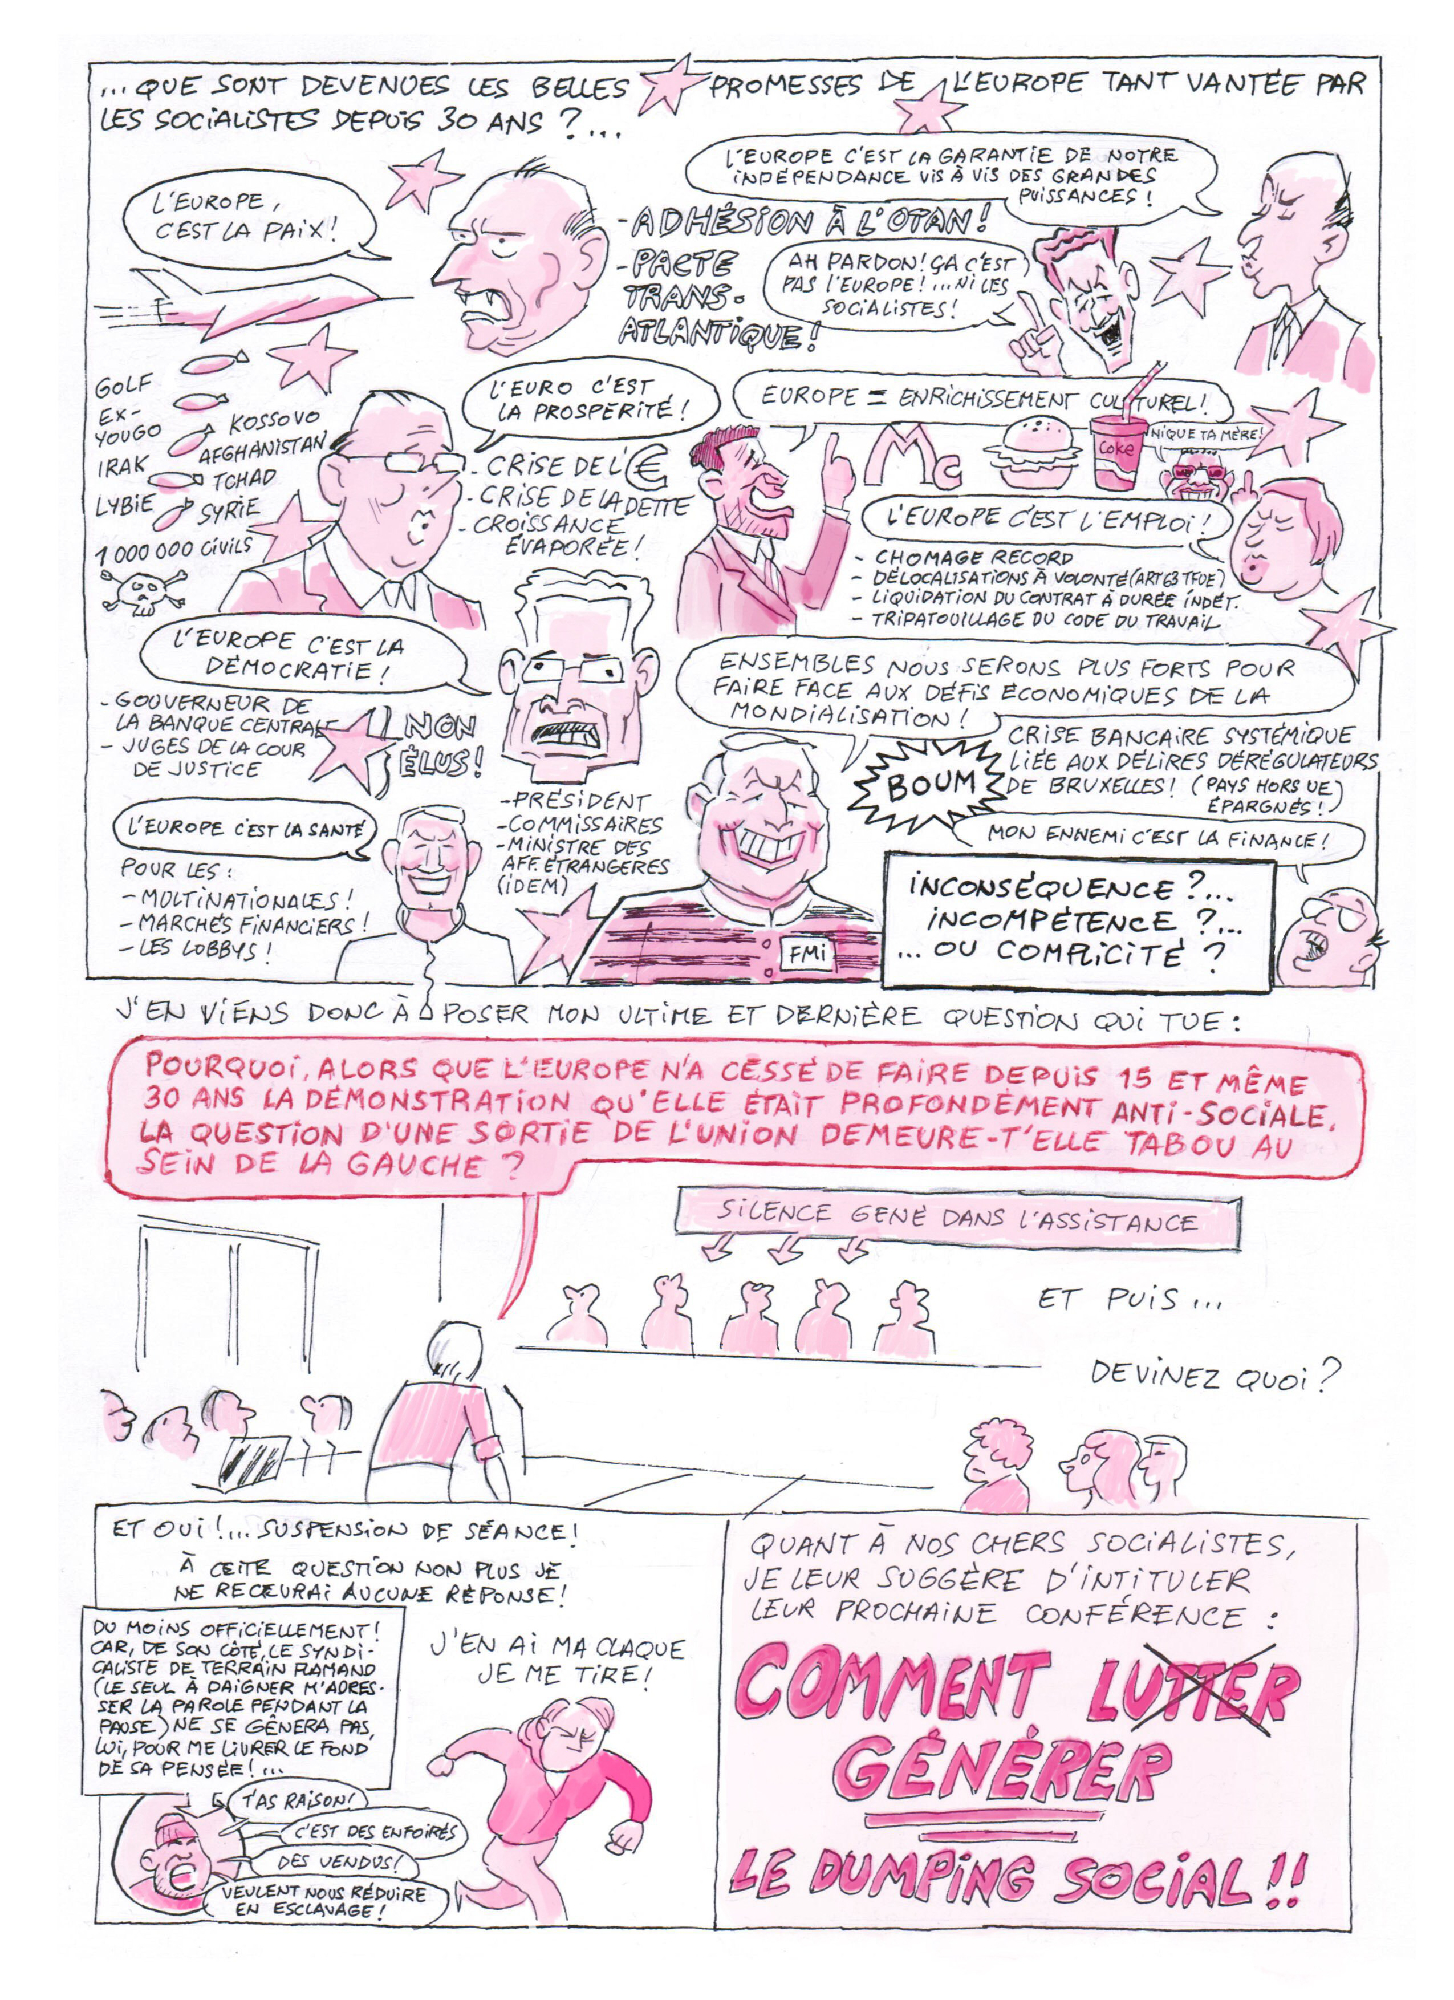 ... QUE SONT DEVENUES LES BELLES PROMESSES DE L'EUROPE TANT VANTÉE PAR
LES SOCIALISTES DEPUIS 30 ANS ?...
L'EUROPE,
C'EST LA PAIX !
L'EUROPE C'EST LA GARANTIE DE NOTRE
INDÉPENDANCE VIS À VIS DES GRANDES
PUISSANCES !
- ADHÉSION À L'OTAN !
- PACTE
TRANS-
ATLANTIQUE !
AH PARDON ! ÇA C'EST
PAS L'EUROPE ! ... NI LES
SOCIALISTES !
GOLF
EX-
YOUGO
IRAK
LYBIE
KOSSOVO
AFGHANISTAN
TCHAD
SYRIE
1 000 000 CIVILS
L'EURO C'EST
LA PROSPERITÉ !
- CRISE DE L'€
- CRISE DE LA DETTE
- CROISSANCE
ÉVAPORÉE !
EUROPE = ENRICHISSEMENT CULTUREL !
Mc
Coke
NIQUE TA MÈRE !
L'EUROPE C'EST L'EMPLOI !
- CHOMAGE RECORD
- DÉLOCALISATIONS À VOLONTÉ (ART 63 TFUE)
- LIQUIDATION DU CONTRAT À DURÉE INDÉT.
- TRIPATOUILLAGE DU CODE DU TRAVAIL
L'EUROPE C'EST LA
DÉMOCRATIE !
- GOUVERNEUR DE
LA BANQUE CENTRALE
- JUGES DE LA COUR
DE JUSTICE
NON
ÉLUS !
- PRÉSIDENT
- COMMISSAIRES
- MINISTRE DES
AFF. ÉTRANGERES
(IDEM)
ENSEMBLES NOUS SERONS PLUS FORTS POUR
FAIRE FACE AUX DÉFIS ÉCONOMIQUES DE LA
MONDIALISATION !
BOUM
CRISE BANCAIRE SYSTÉMIQUE
LIÉE AUX DÉLIRES DÉRÉGULATEURS
DE BRUXELLES ! (PAYS HORS UE)
ÉPARGNÉS !)
L'EUROPE C'EST LA SANTÉ
POUR LES :
- MULTINATIONALES !
- MARCHÉS FINANCIERS !
- LES LOBBYS !
FMI
MON ENNEMI C'EST LA FINANCE !
INCONSÉQUENCE ?...
INCOMPÉTENCE ?...
... OU COMPLICITÉ ?
J'EN VIENS DONC À POSER MON ULTIME ET DERNIÈRE QUESTION QUI TUE :
POURQUOI, ALORS QUE L'EUROPE N'A CESSÉ DE FAIRE DEPUIS 15 ET MÊME
30 ANS LA DÉMONSTRATION QU'ELLE ÉTAIT PROFONDÉMENT ANTI-SOCIALE,
LA QUESTION D'UNE SORTIE DE L'UNION DEMEURE-T'ELLE TABOU AU
SEIN DE LA GAUCHE ?
SILENCE GENÉ DANS L'ASSISTANCE
ET PUIS ...
DEVINEZ QUOI ?
ET OUI !... SUSPENSION DE SÉANCE !
À CETTE QUESTION NON PLUS JE
NE RECEURAI AUCUNE RÉPONSE !
DU MOINS OFFICIELLEMENT !
CAR, DE SON CÔTÉ, LE SYNDI-
CALISTE DE TERRAIN FLAMAND
(LE SEUL À DAIGNER M'ADRES-
SER LA PAROLE PENDANT LA
PAUSE) NE SE GÊNERA PAS,
LUI, POUR ME LIVRER LE FOND
DE SA PENSÉE ! ...
T'AS RAISON !
C'EST DES ENFOIRÉS
DES VENDUS !
VEULENT NOUS RÉDUIRE
EN ESCLAVAGE !
J'EN AI MA CLAQUE
JE ME TIRE !
QUANT À NOS CHERS SOCIALISTES,
JE LEUR SUGGÈRE D'INTITULER
LEUR PROCHAINE CONFÉRENCE :
COMMENT LUTTER
GÉNÉRER
LE DUMPING SOCIAL !!